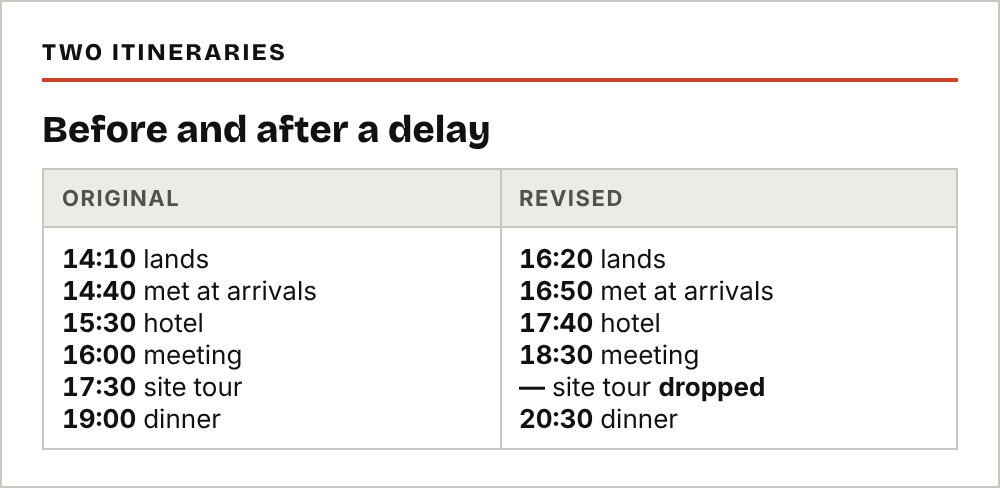 TWO ITINERARIES
Before and after a delay
ORIGINAL
14:10 lands
14:40 met at arrivals
15:30 hotel
16:00 meeting
17:30 site tour
19:00 dinner
REVISED
16:20 lands
16:50 met at arrivals
17:40 hotel
18:30 meeting
— site tour dropped
20:30 dinner